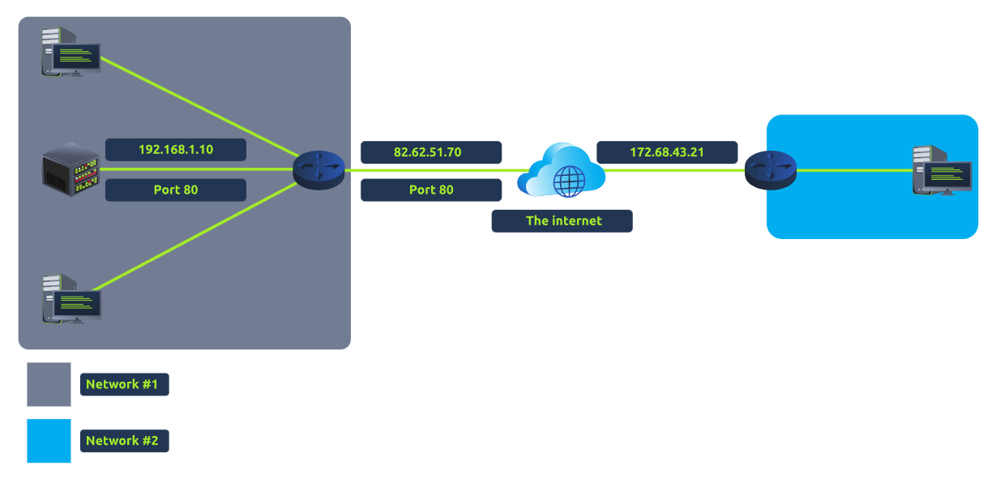 192.168.1.10
Port 80
82.62.51.70
Port 80
172.68.43.21
The internet
Network #1
Network #2